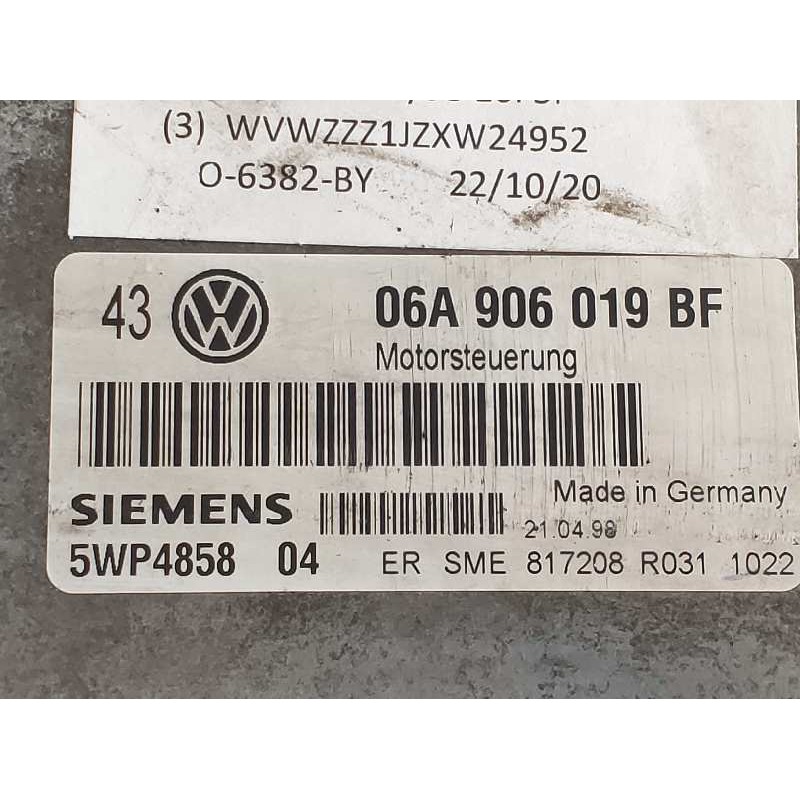 (3) WVWZZZ1JZXW24952
O-6382-BY 22/10/20
43 06A 906 019 BF
Motorsteuerung
Made in Germany
SIEMENS 21.04.98
5WP4858 04 ER SME 817208 R031 1022